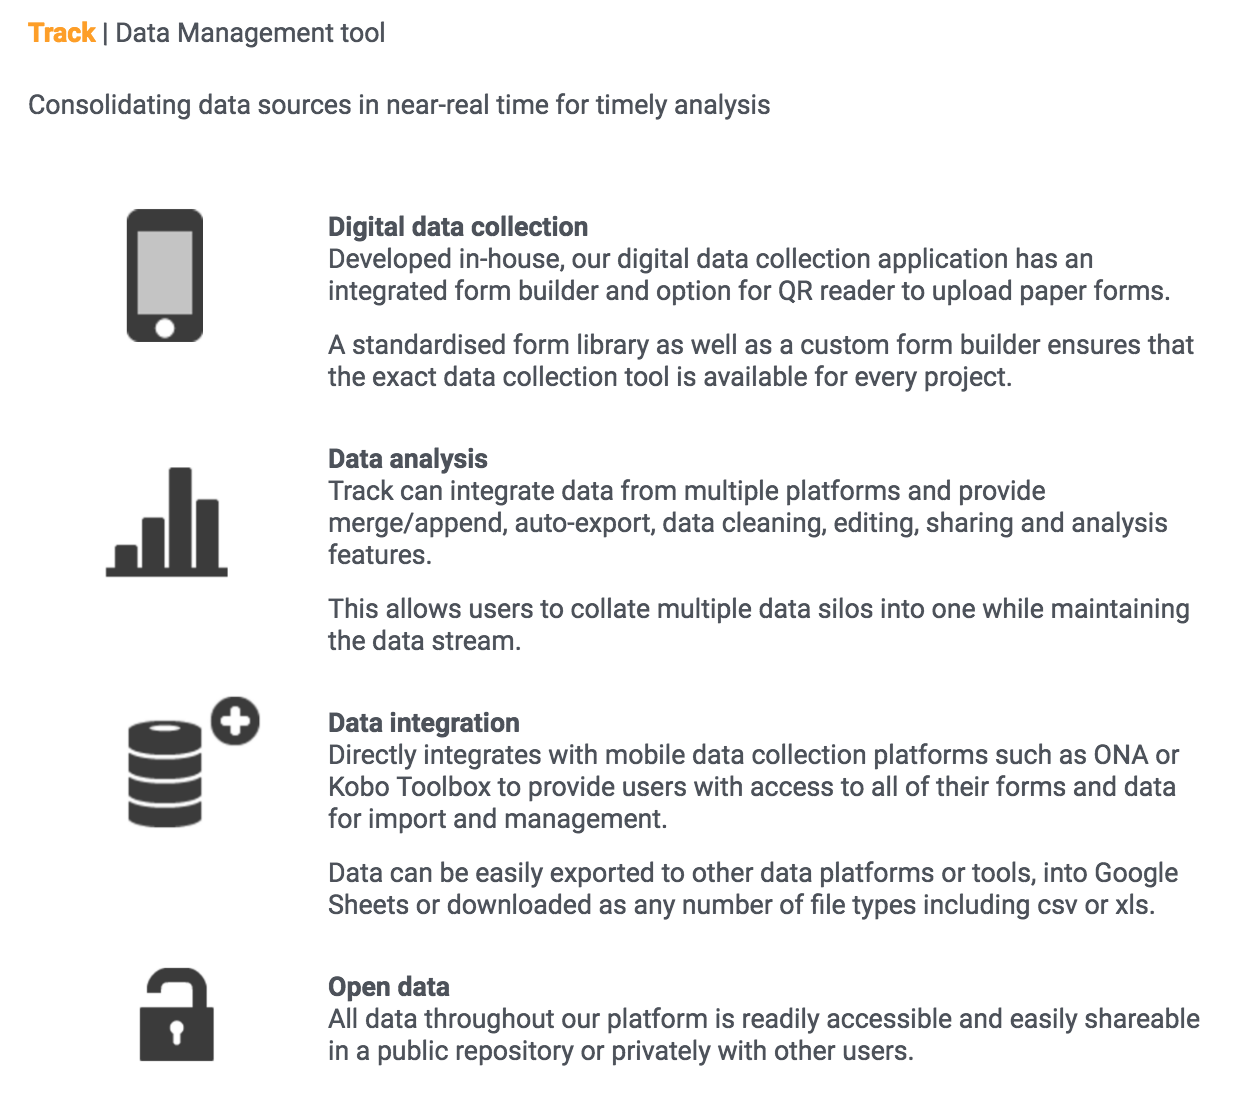 Track | Data Management tool
Consolidating data sources in near-real time for timely analysis
Digital data collection
Developed in-house, our digital data collection application has an
integrated form builder and option for QR reader to upload paper forms.
A standardised form library as well as a custom form builder ensures that
the exact data collection tool is available for every project.
Data analysis
Track can integrate data from multiple platforms and provide
merge/append, auto-export, data cleaning, editing, sharing and analysis
features.
This allows users to collate multiple data silos into one while maintaining
the data stream.
Data integration
Directly integrates with mobile data collection platforms such as ONA or
Kobo Toolbox to provide users with access to all of their forms and data
for import and management.
Data can be easily exported to other data platforms or tools, into Google
Sheets or downloaded as any number of file types including csv or xls.
Open data
All data throughout our platform is readily accessible and easily shareable
in a public repository or privately with other users.